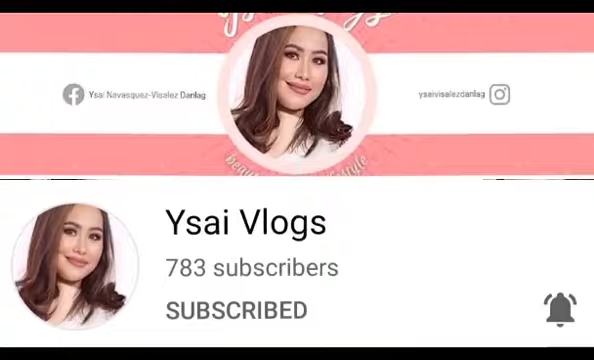 Ysai Navasquez-Visalez Danlag
ysaivisalezdanlag
Ysai Vlogs
783 subscribers
SUBSCRIBED